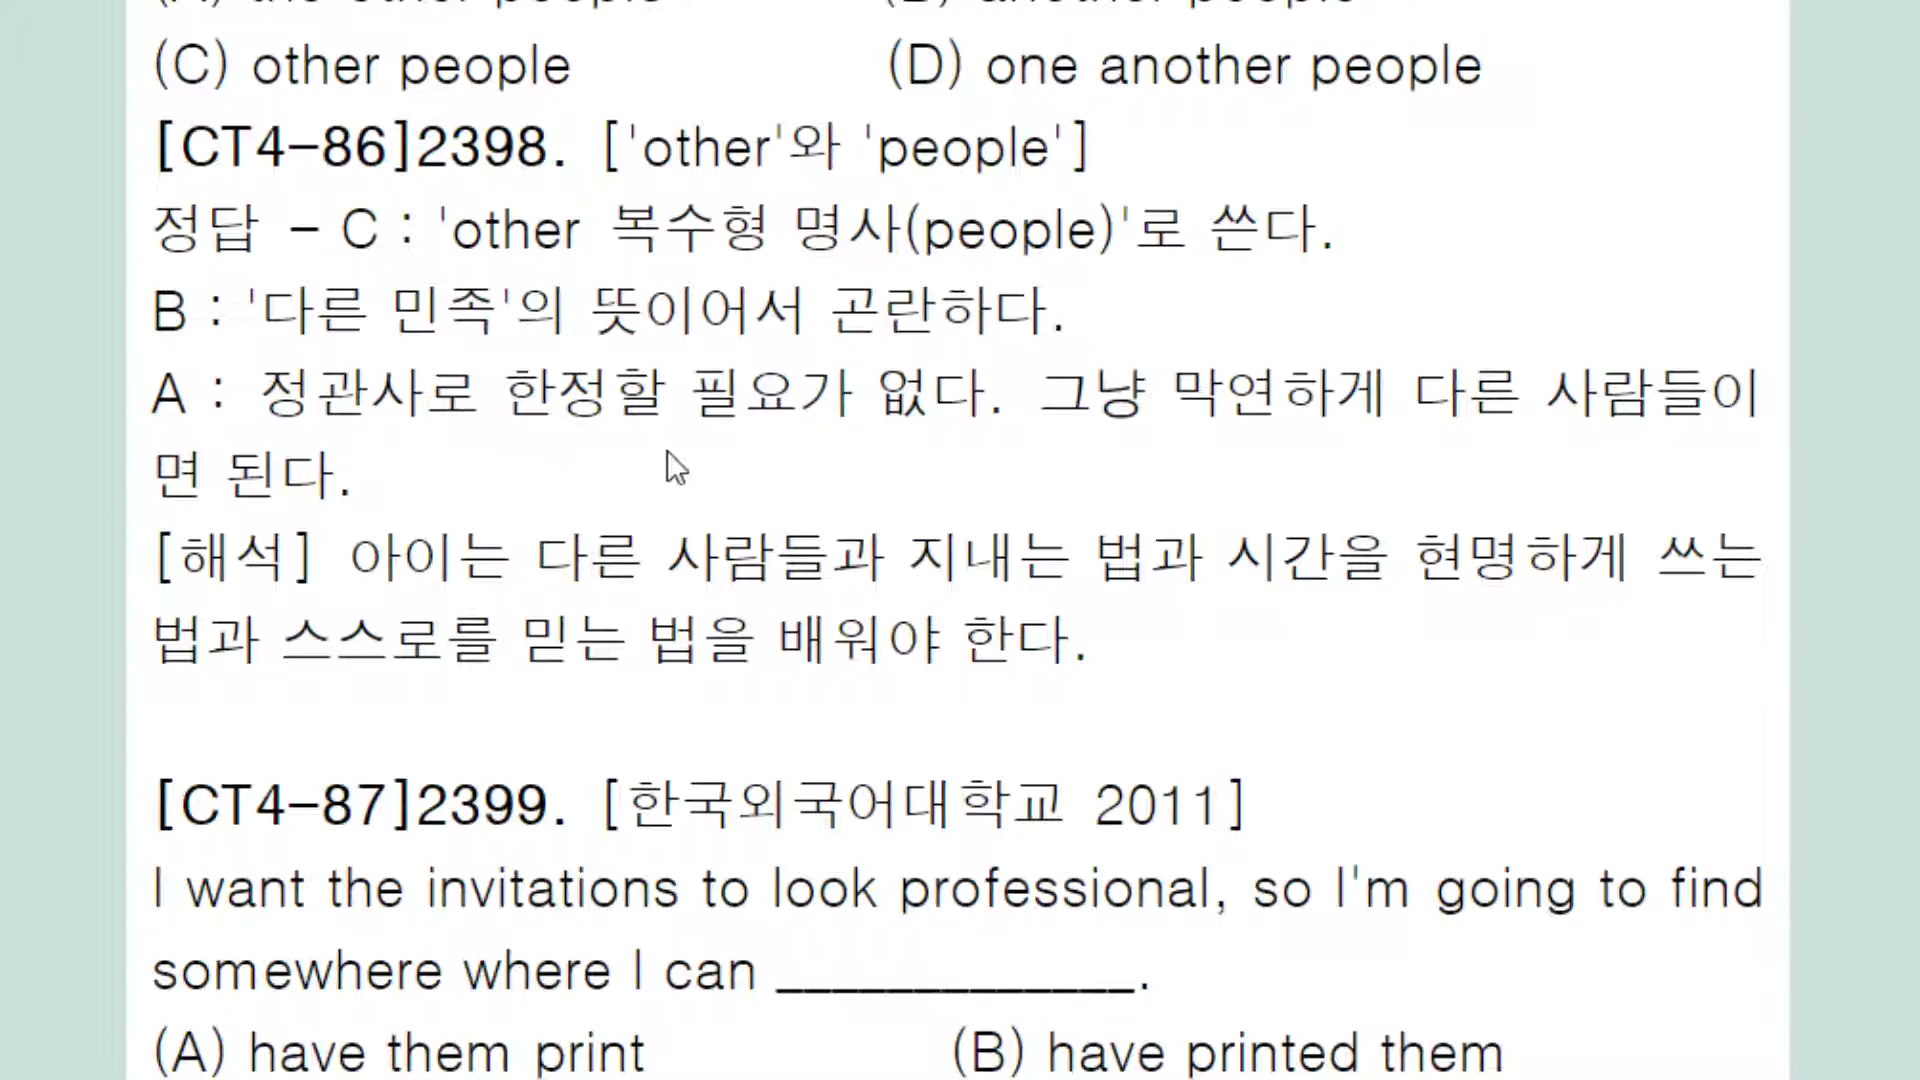 (A) the other people (B) another people
(C) other people (D) one another people
[CT4-86]2398. ['other'와 'people']
정답 - C : 'other 복수형 명사(people)'로 쓴다.
B : '다른 민족'의 뜻이어서 곤란하다.
A : 정관사로 한정할 필요가 없다. 그냥 막연하게 다른 사람들이
면 된다.
[해석] 아이는 다른 사람들과 지내는 법과 시간을 현명하게 쓰는
법과 스스로를 믿는 법을 배워야 한다.
[CT4-87]2399. [한국외국어대학교 2011]
I want the invitations to look professional, so I'm going to find
somewhere where I can _____________.
(A) have them print (B) have printed them